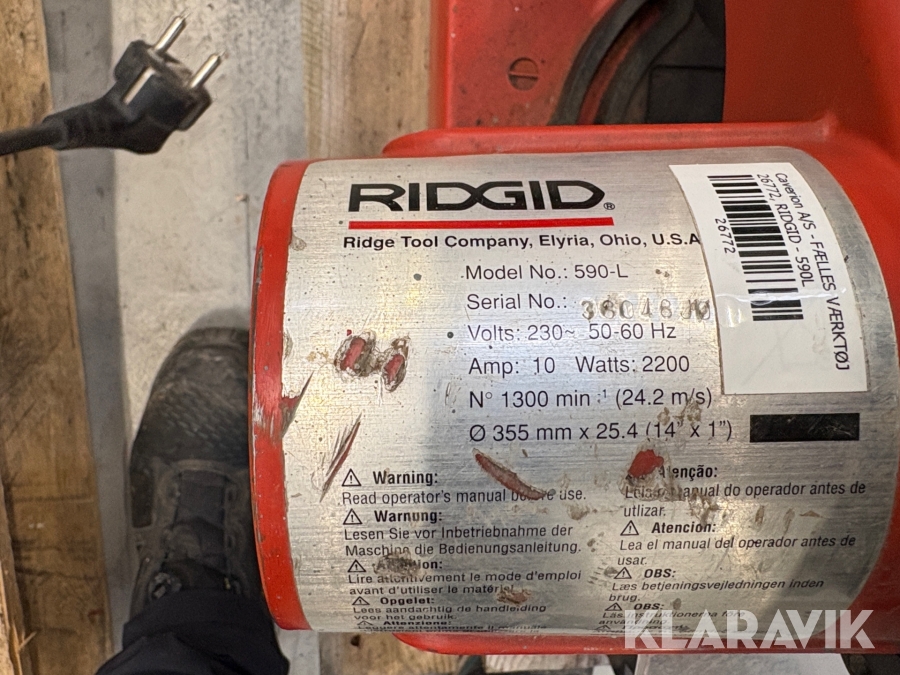 RIDGID®
Ridge Tool Company, Elyria, Ohio, U.S.A
Model No.: 590-L
Serial No.:
Volts: 230~ 50-60 Hz
Amp: 10 Watts: 2200
N° 1300 min -1 (24.2 m/s)
Ø 355 mm x 25.4 (14" x 1")
Caverion A/S - FÆLLES VÆRKTØJ
26772, RIDGID - 590L
26772
Warning:
Read operator's manual before use.
Warnung:
Lesen Sie vor Inbetriebnahme der
Maschine die Bedienungsanleitung.
Lire attentivement le mode d'emploi
avant d'utiliser le matériel.
Opgelet:
Lees aandachtig de handleiding
voor het gebruik.
Attenzione:
manual do operador antes de
utlizar.
Atencion:
Lea el manual del operador antes de
usar.
OBS:
Læs betjeningsvejledningen inden
brug.
OBS:
KLARAVIK